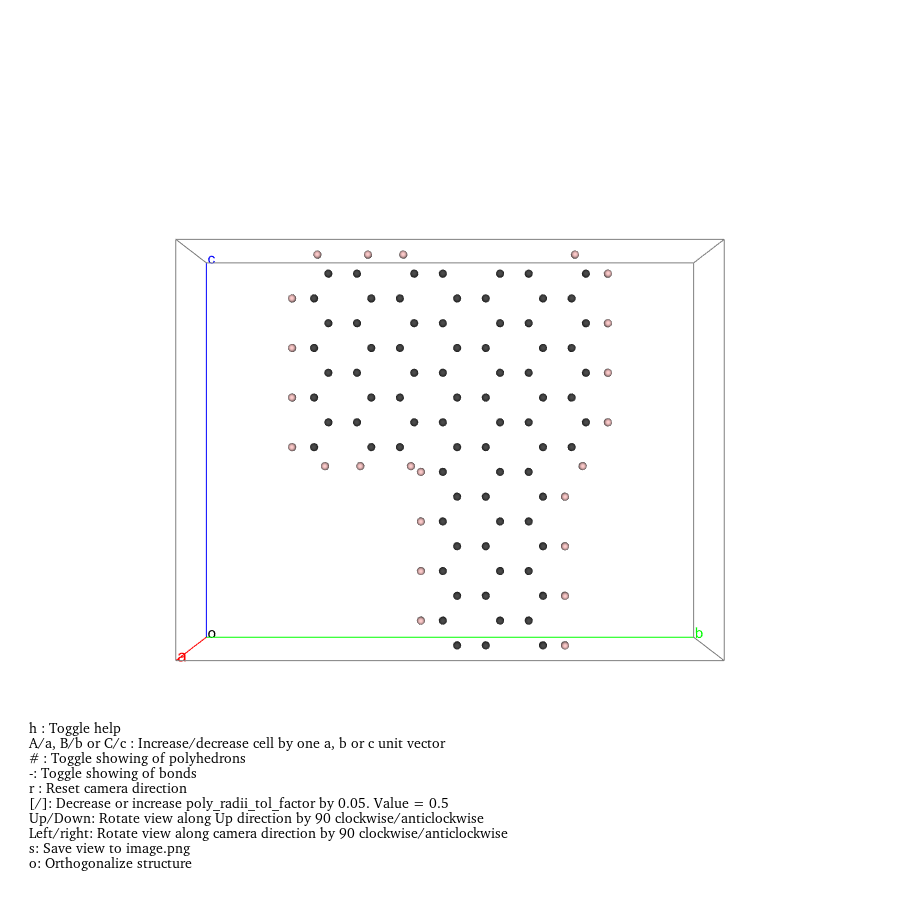 c
o
b
a
h : Toggle help
A/a, B/b or C/c : Increase/decrease cell by one a, b or c unit vector
# : Toggle showing of polyhedrons
-: Toggle showing of bonds
r : Reset camera direction
[/]: Decrease or increase poly_radii_tol_factor by 0.05. Value = 0.5
Up/Down: Rotate view along Up direction by 90 clockwise/anticlockwise
Left/right: Rotate view along camera direction by 90 clockwise/anticlockwise
s: Save view to image.png
o: Orthogonalize structure